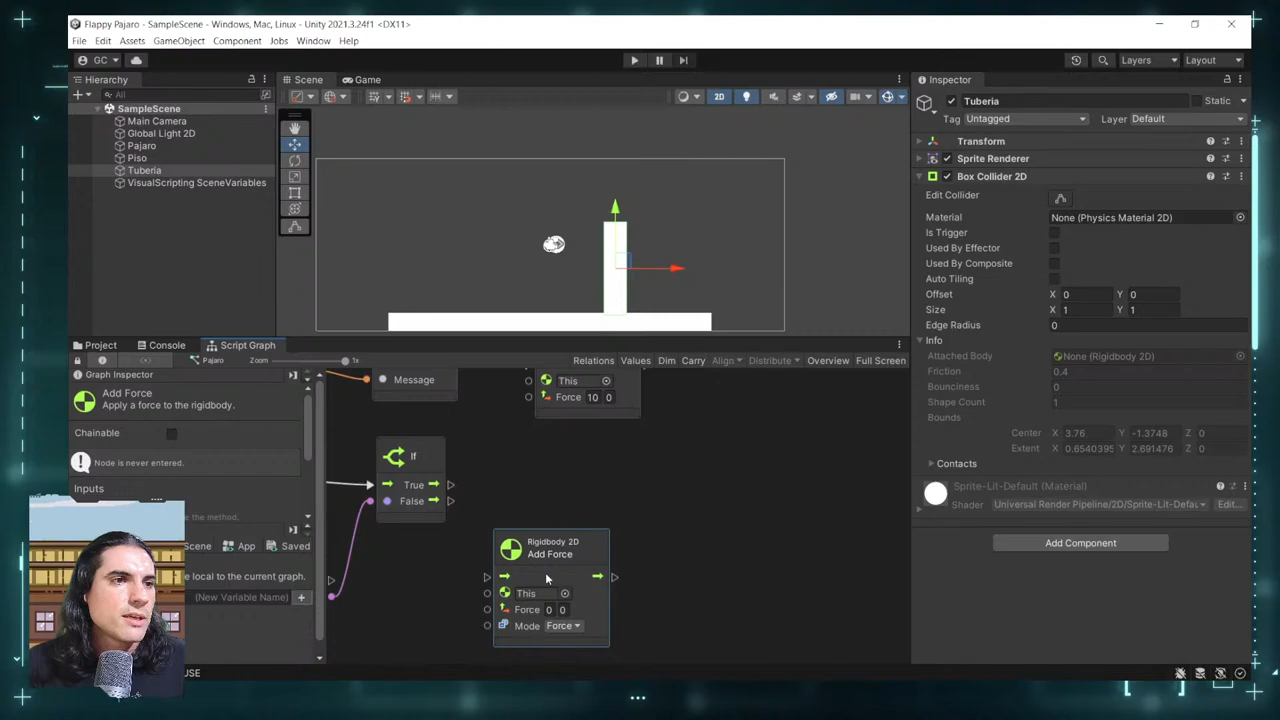 Flappy Pajaro - SampleScene - Windows, Mac, Linux - Unity 2021.3.24f1 <DX11>
File Edit Assets GameObject Component Jobs Window Help
GC
Layers
Layout
Hierarchy
All
SampleScene
Main Camera
Global Light 2D
Pajaro
Piso
Tuberia
VisualScripting SceneVariables
Scene Game
2D
Inspector
Tuberia
Static
Tag Untagged Layer Default
Transform
Sprite Renderer
Box Collider 2D
Edit Collider
Material None (Physics Material 2D)
Is Trigger
Used By Effector
Used By Composite
Auto Tiling
Offset X 0 Y 0
Size X 1 Y 1
Edge Radius 0
Info
Attached Body None (Rigidbody 2D)
Friction 0.4
Bounciness 0
Shape Count 1
Bounds
Center X 3.76 Y -1.3748 Z 0
Extent X 0.6540395 Y 2.691476 Z 0
Contacts
Sprite-Lit-Default (Material)
Shader Universal Render Pipeline/2D/Sprite-Lit-Defau Edit...
Add Component
Project Console Script Graph
Pajaro Zoom 1x
Relations Values Dim Carry Align Distribute Overview Full Screen
Graph Inspector
Add Force
Apply a force to the rigidbody.
Chainable
Node is never entered.
Inputs
the method.
Scene App Saved
local to the current graph.
(New Variable Name)
USE
Message
This
Force 10 0
If
True
False
Rigidbody 2D
Add Force
This
Force 0 0
Mode Force